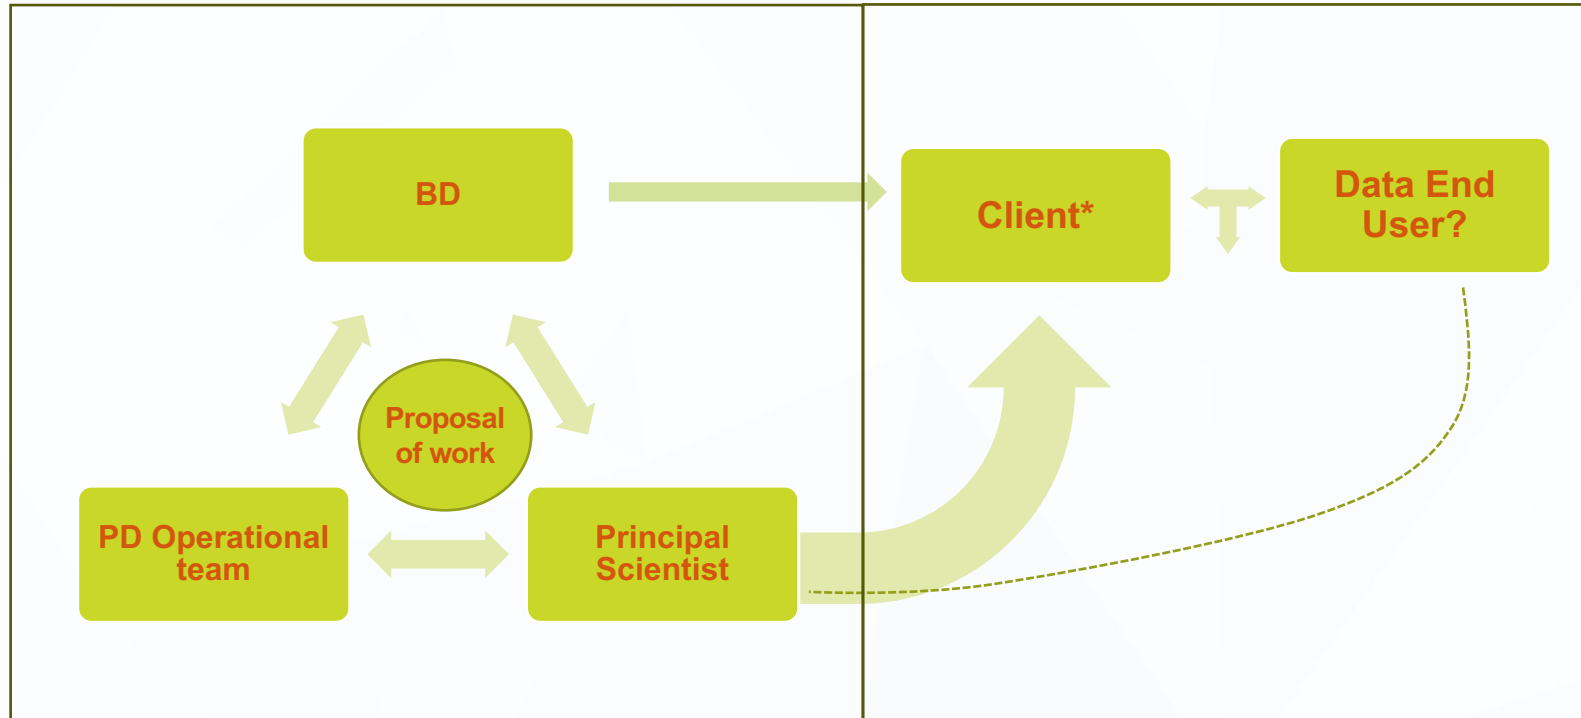 BD
Client*
Data End
User?
Proposal
of work
PD Operational
team
Principal
Scientist